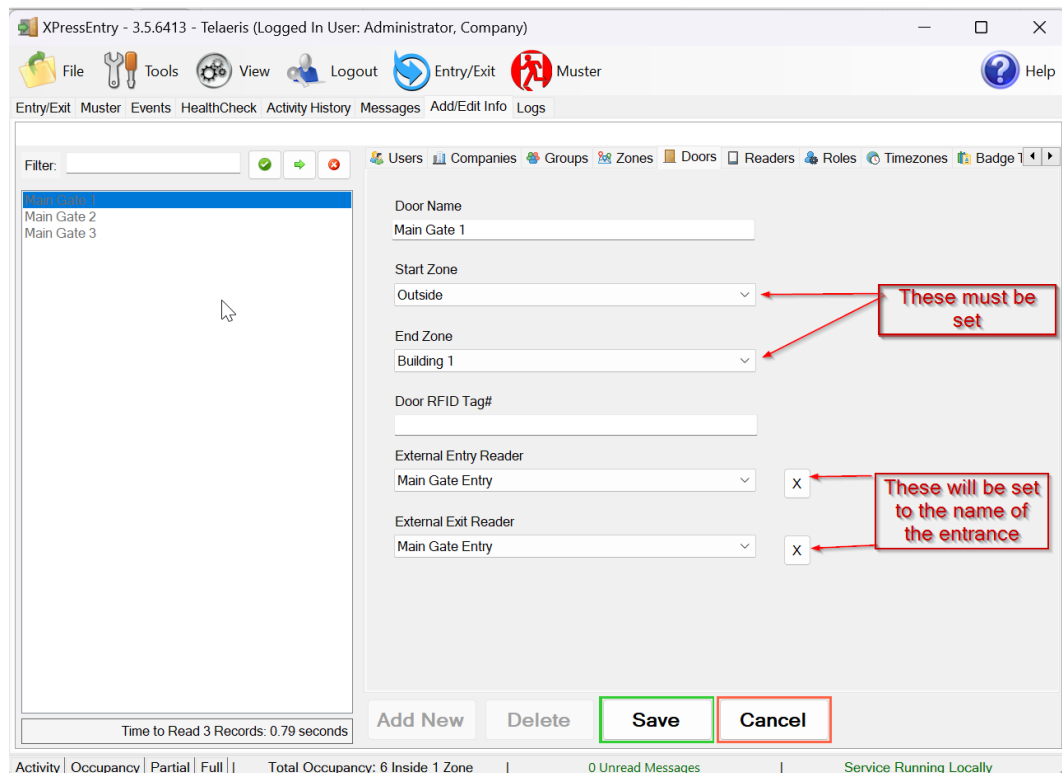 XPressEntry - 3.5.6413 - Telaeris (Logged In User: Administrator, Company)
File Tools View Logout Entry/Exit Muster Help
Entry/Exit Muster Events HealthCheck Activity History Messages Add/Edit Info Logs
Filter:
Users Companies Groups Zones Doors Readers Roles Timezones Badge T
Main Gate 1
Main Gate 2
Main Gate 3
Door Name
Main Gate 1
Start Zone
Outside
These must be
set
End Zone
Building 1
Door RFID Tag#
External Entry Reader
Main Gate Entry
X
These will be set
to the name of
the entrance
External Exit Reader
Main Gate Entry
X
Add New Delete Save Cancel
Time to Read 3 Records: 0.79 seconds
Activity | Occupancy | Partial | Full | | Total Occupancy: 6 Inside 1 Zone | 0 Unread Messages | Service Running Locally